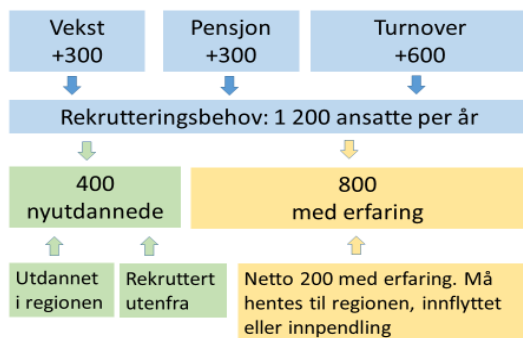 Vekst
+300
Pensjon
+300
Turnover
+600
Rekrutteringsbehov: 1 200 ansatte per år
400
nyutdannede
800
med erfaring
Utdannet
i regionen
Rekruttert
utenfra
Netto 200 med erfaring. Må
hentes til regionen, innflyttet
eller innpendling